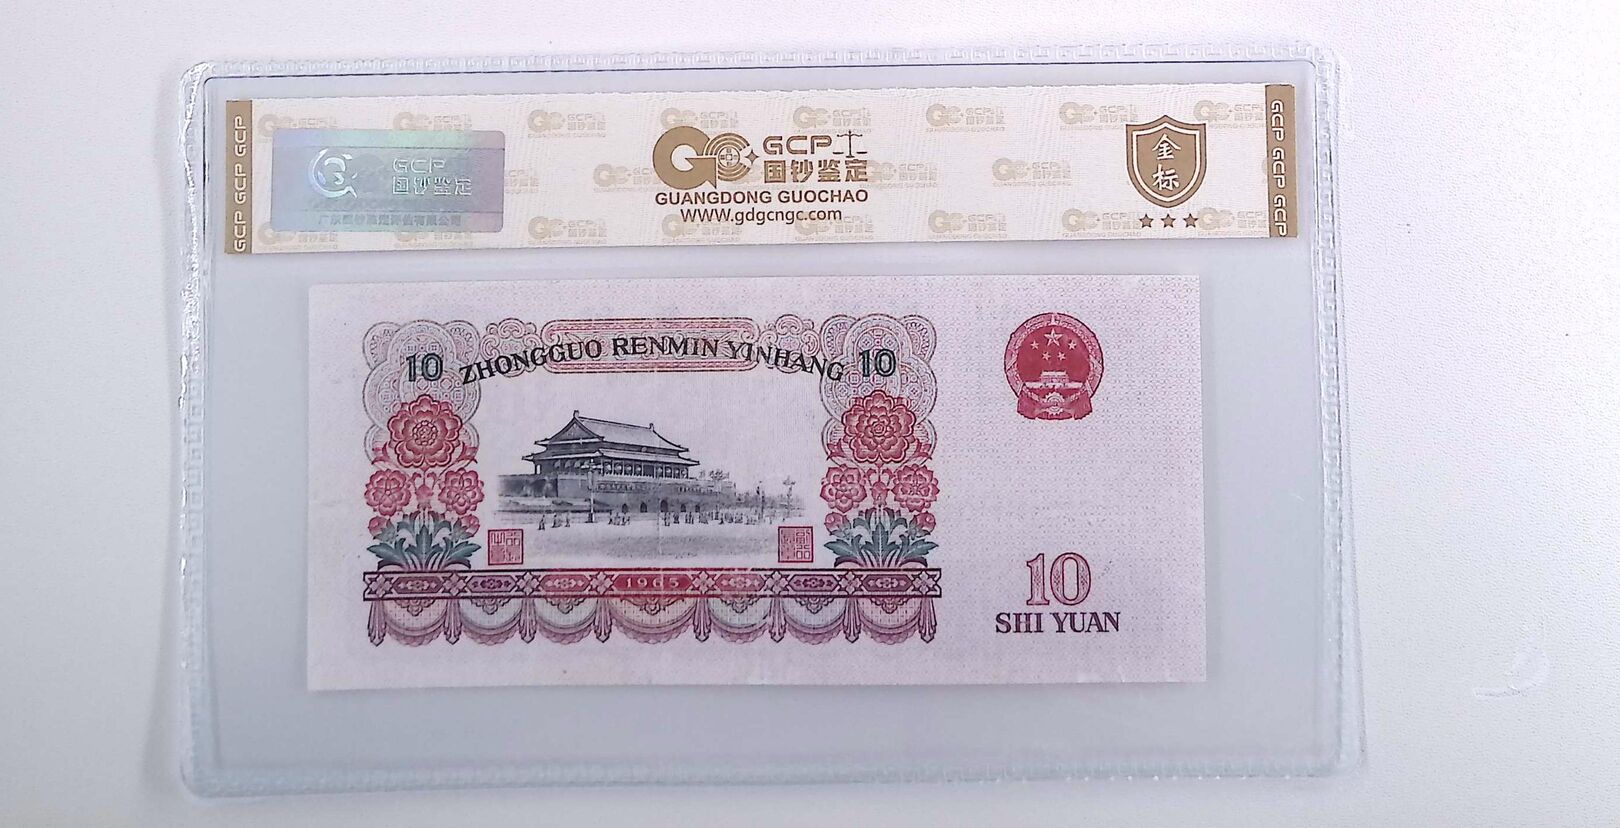 GCP GCP GCP
GCP
国钞鉴定
GCP
国钞鉴定
GUANGDONG GUOCHAO
WWW.gdgcngc.com
金标
GCP GCP GCP
10 ZHONGGUO RENMIN YINHANG 10
1965
10
SHI YUAN